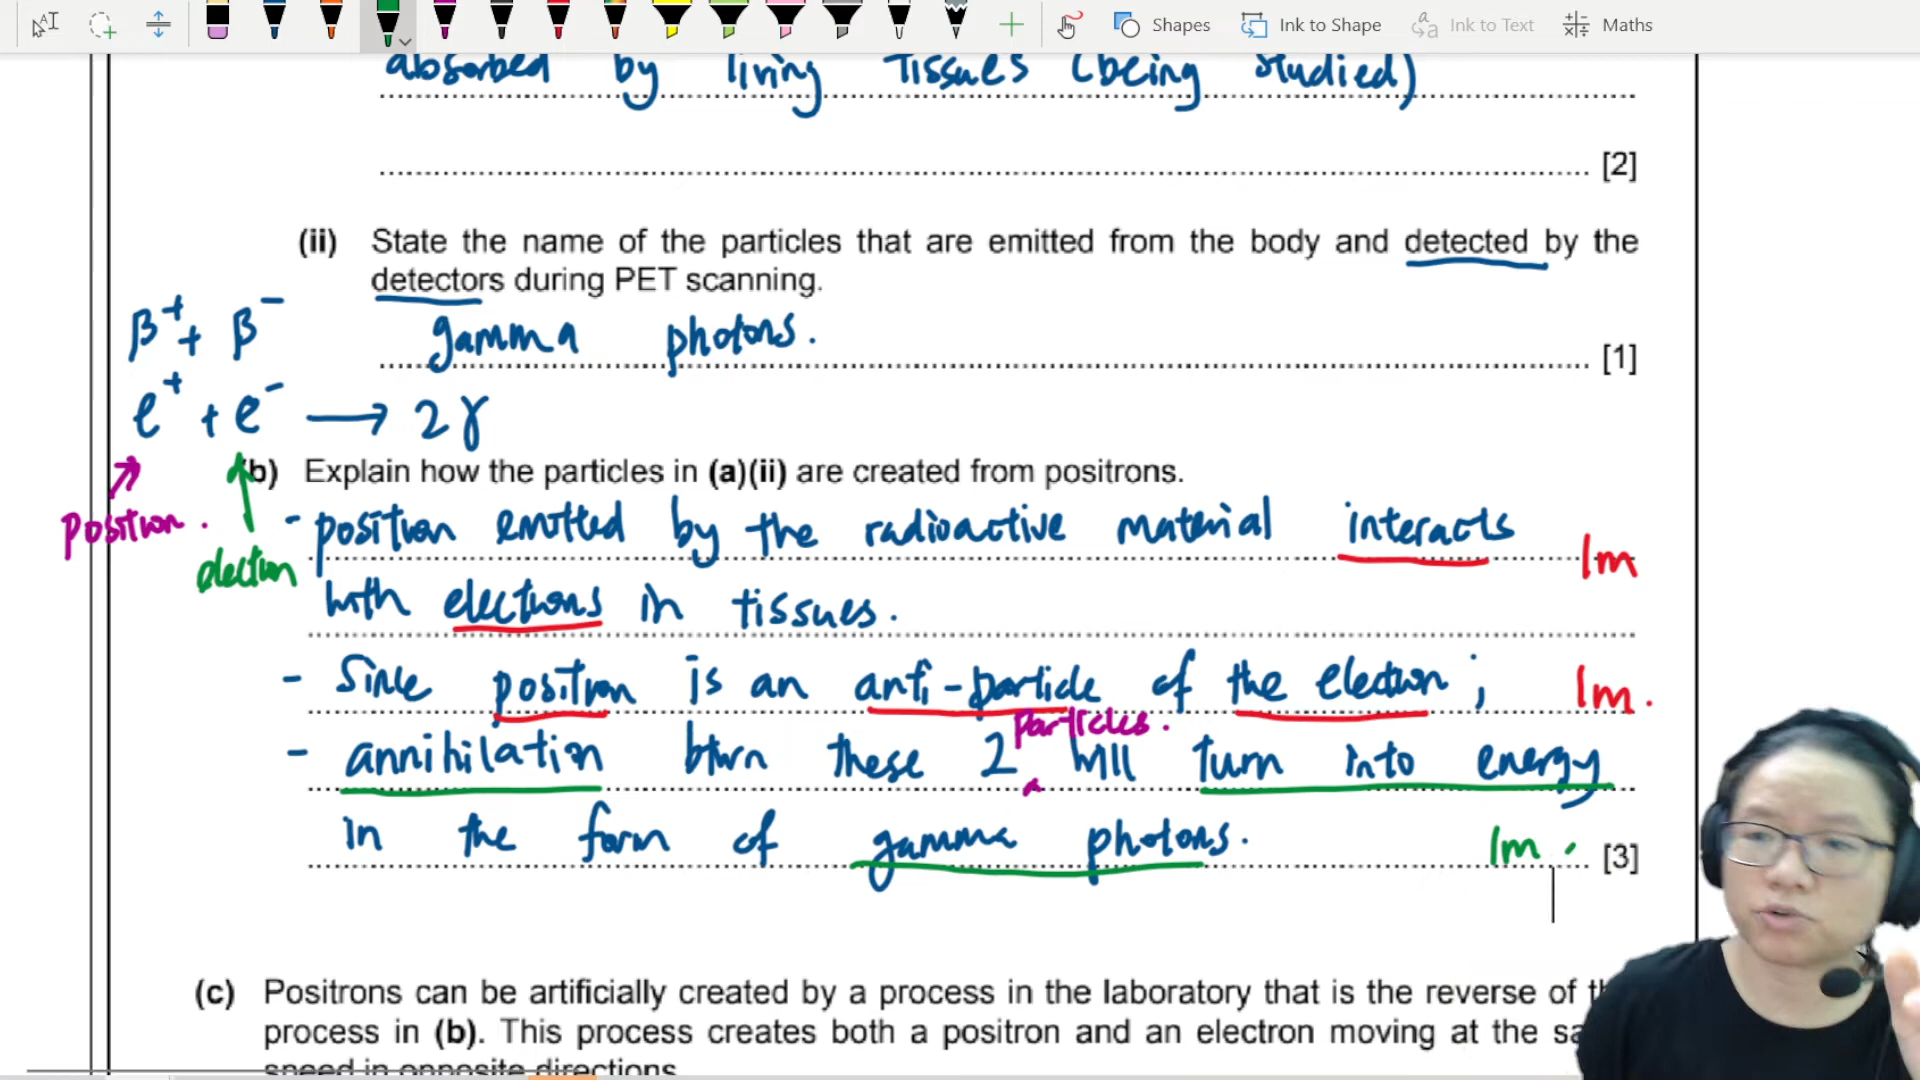 Shapes Ink to Shape Ink to Text Maths
absorbed by living tissues (being studied)
[2]
(ii) State the name of the particles that are emitted from the body and detected by the
detectors during PET scanning.
β+ + β-
gamma photons.
[1]
e+ + e- → 2γ
(b) Explain how the particles in (a)(ii) are created from positrons.
positron.
electron
- positron emitted by the radioactive material interacts 1m
with electrons in tissues.
- Since positron is an anti-particle of the electron; 1m.
particles.
- annihilation btwn these 2 will turn into energy
in the form of gamma photons. 1m. [3]
(c) Positrons can be artificially created by a process in the laboratory that is the reverse of
process in (b). This process creates both a positron and an electron moving at the
speed in opposite directions